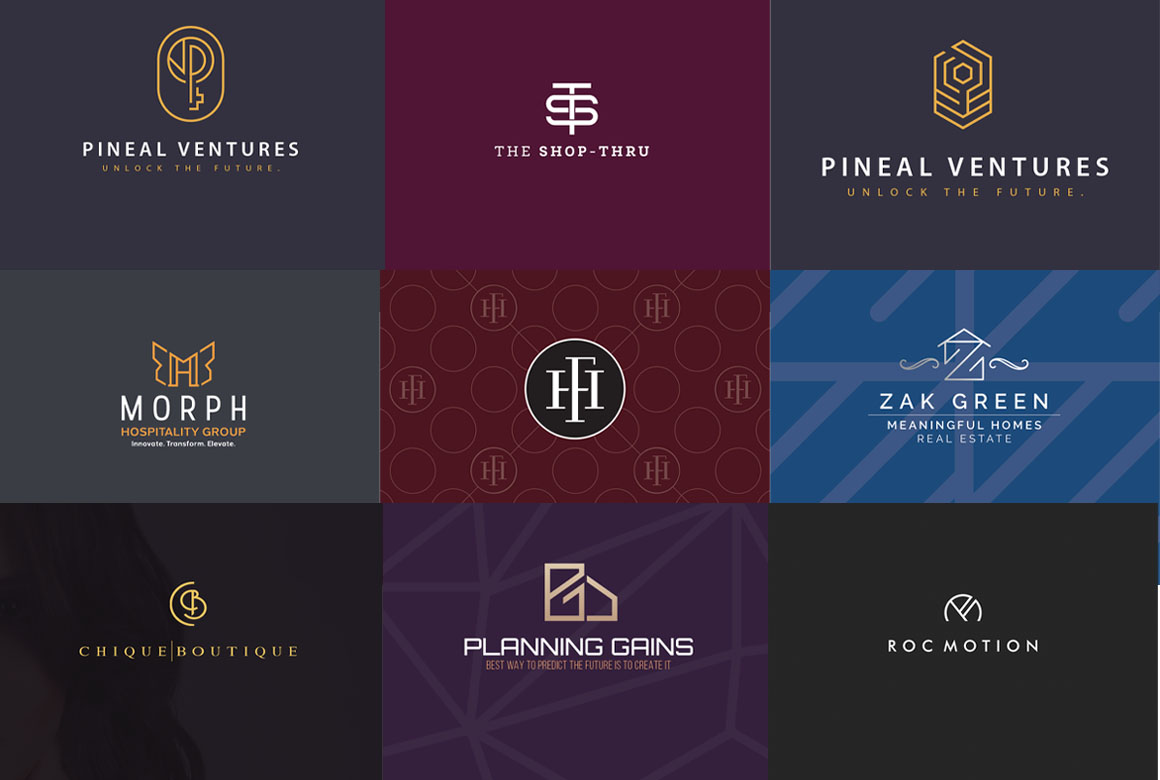 PINEAL VENTURES
UNLOCK THE FUTURE.
THE SHOP-THRU
PINEAL VENTURES
UNLOCK THE FUTURE.
MORPH
HOSPITALITY GROUP
Innovate. Transform. Elevate.
ZAK GREEN
MEANINGFUL HOMES
REAL ESTATE
CHIQUE|BOUTIQUE
PLANNING GAINS
BEST WAY TO PREDICT THE FUTURE IS TO CREATE IT
ROC MOTION